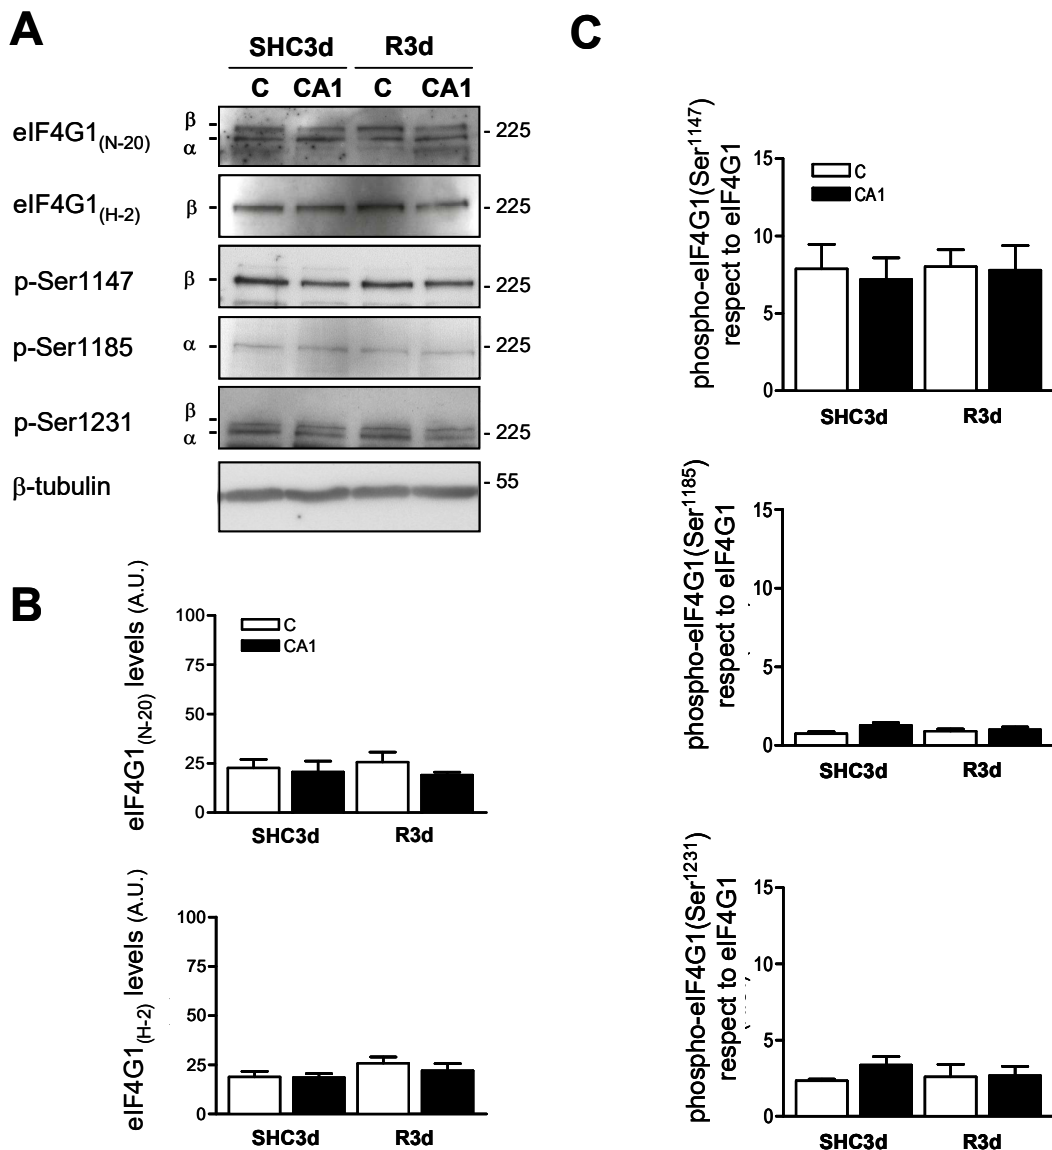 A
SHC3d R3d
C CA1 C CA1
eIF4G1(N-20) β - α - 225
eIF4G1(H-2) β - - 225
p-Ser1147 β - - 225
p-Ser1185 α - - 225
p-Ser1231 β - α - - 225
β-tubulin - 55
B
eIF4G1(N-20) levels (A.U.)
100
75
50
25
0
C
CA1
SHC3d R3d
eIF4G1(H-2) levels (A.U.)
100
75
50
25
0
SHC3d R3d
C
phospho-eIF4G1(Ser1147)
respect to eIF4G1
15
10
5
0
C
CA1
SHC3d R3d
phospho-eIF4G1(Ser1185)
respect to eIF4G1
15
10
5
0
SHC3d R3d
phospho-eIF4G1(Ser1231)
respect to eIF4G1
15
10
5
0
SHC3d R3d